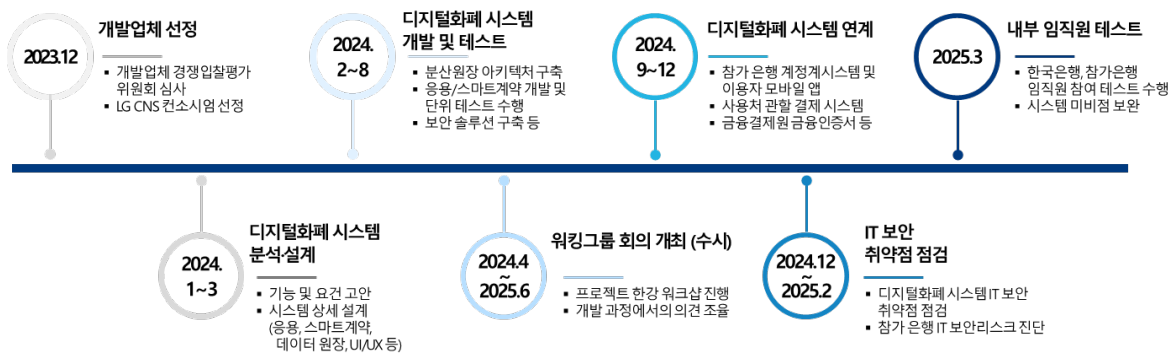 2023.12
개발업체 선정
▪ 개발업체 경쟁입찰평가
위원회 심사
▪ LG CNS 컨소시엄 선정
2024.
2~8
디지털화폐 시스템
개발 및 테스트
▪ 분산원장 아키텍처 구축
▪ 응용/스마트계약 개발 및
단위 테스트 수행
▪ 보안 솔루션 구축 등
2024.
9~12
디지털화폐 시스템 연계
▪ 참가 은행 계정계시스템 및
이용자 모바일 앱
▪ 사용처 관할 결제 시스템
▪ 금융결제원 금융인증서 등
2025.3
내부 임직원 테스트
▪ 한국은행, 참가은행
임직원 참여 테스트 수행
▪ 시스템 미비점 보완
2024.
1~3
디지털화폐 시스템
분석·설계
▪ 기능 및 요건 고안
▪ 시스템 상세 설계
(응용, 스마트계약,
데이터 원장, UI/UX 등)
2024.4
~
2025.6
워킹그룹 회의 개최 (수시)
▪ 프로젝트 한강 워크샵 진행
▪ 개발 과정에서의 의견 조율
2024.12
~
2025.2
IT 보안
취약점 점검
▪ 디지털화폐 시스템 IT 보안
취약점 점검
▪ 참가 은행 IT 보안리스크 진단